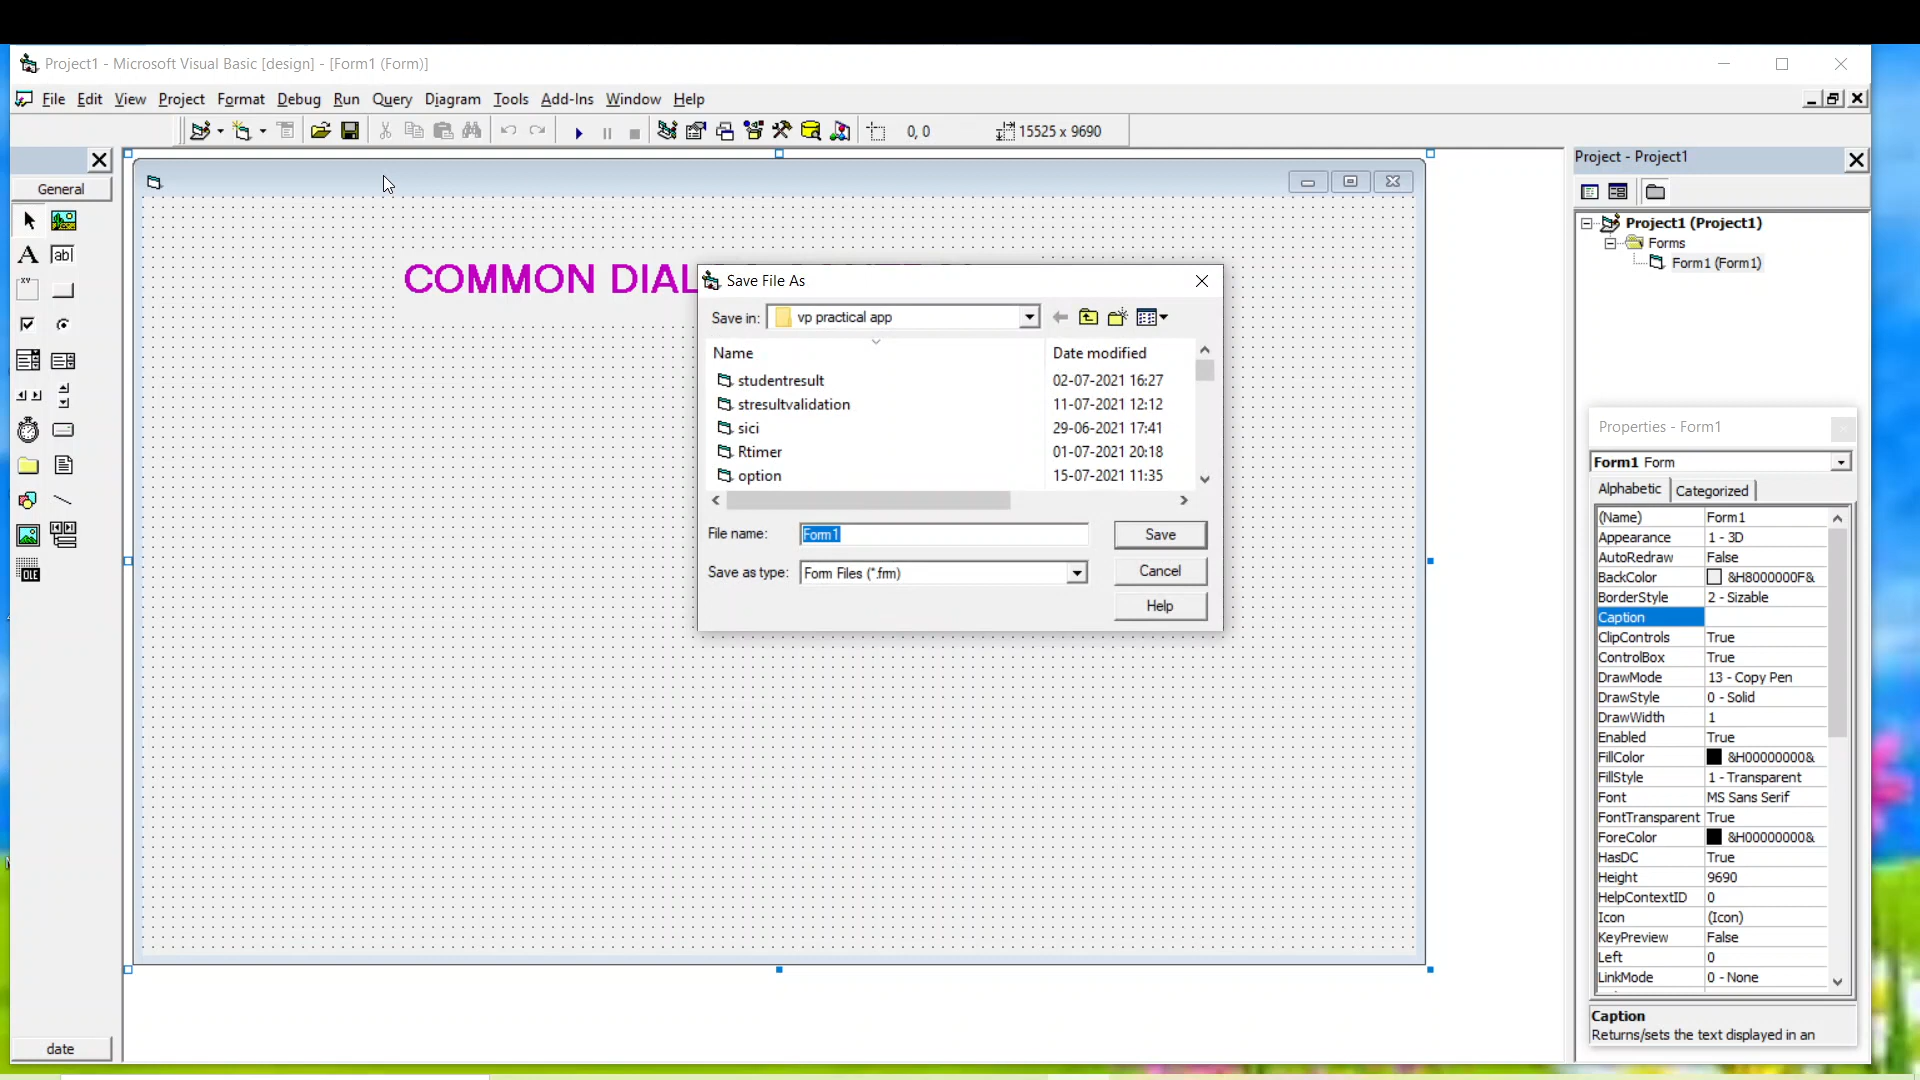 Project1 - Microsoft Visual Basic [design] - [Form1 (Form)]
File Edit View Project Format Debug Run Query Diagram Tools Add-Ins Window Help
0, 0 15525 x 9690
General
A
abl
xy
OLE
date
COMMON DIAL
Save File As
Save in: vp practical app
Name Date modified
studentresult 02-07-2021 16:27
stresultvalidation 11-07-2021 12:12
sici 29-06-2021 17:41
Rtimer 01-07-2021 20:18
option 15-07-2021 11:35
File name: Form1 Save
Save as type: Form Files (*.frm) Cancel
Help
Project - Project1
Project1 (Project1)
Forms
Form1 (Form1)
Properties - Form1
Form1 Form
Alphabetic Categorized
(Name) Form1
Appearance 1 - 3D
AutoRedraw False
BackColor &H8000000F&
BorderStyle 2 - Sizable
Caption
ClipControls True
ControlBox True
DrawMode 13 - Copy Pen
DrawStyle 0 - Solid
DrawWidth 1
Enabled True
FillColor &H00000000&
FillStyle 1 - Transparent
Font MS Sans Serif
FontTransparent True
ForeColor &H00000000&
HasDC True
Height 9690
HelpContextID 0
Icon (Icon)
KeyPreview False
Left 0
LinkMode 0 - None
Caption
Returns/sets the text displayed in an